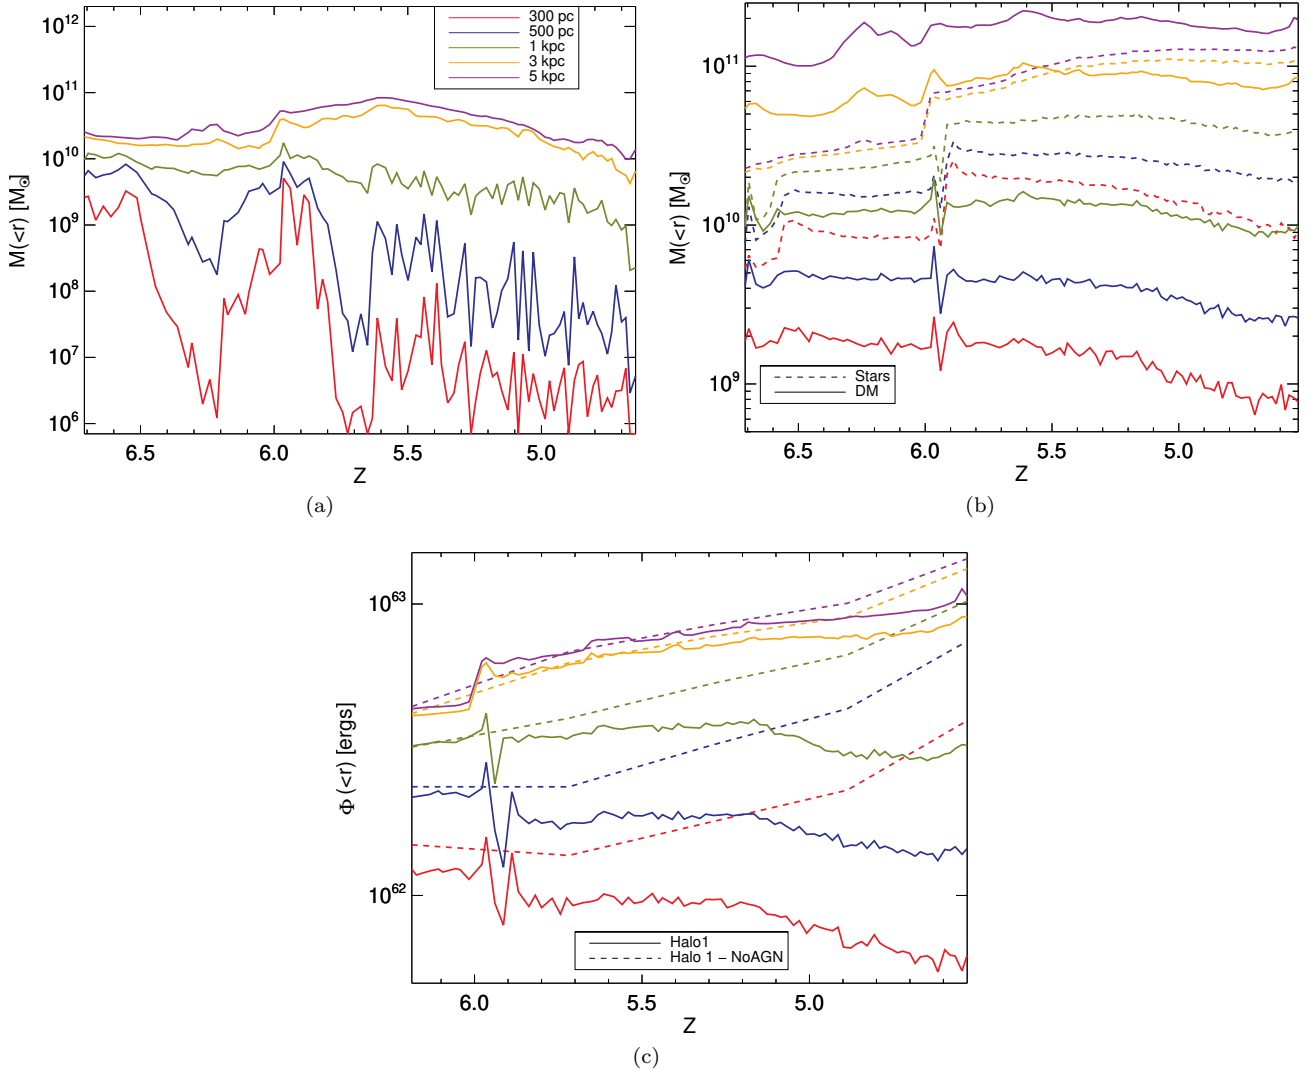 10^12
10^11
10^10
10^9
10^8
10^7
10^6
M(<r) [M⊙]
300 pc
500 pc
1 kpc
3 kpc
5 kpc
6.5 6.0 5.5 5.0
Z
(a)
10^11
10^10
10^9
M(<r) [M⊙]
Stars
DM
6.5 6.0 5.5 5.0
Z
(b)
10^63
10^62
Φ (<r) [ergs]
Halo1
Halo 1 – NoAGN
6.0 5.5 5.0
Z
(c)